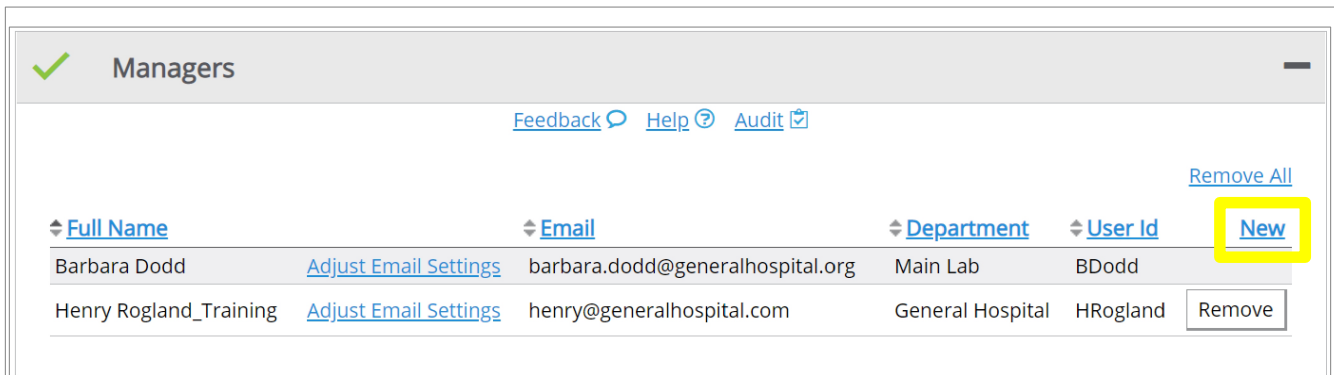 Managers
Feedback Help Audit
Remove All
Full Name Email Department User Id New
Barbara Dodd Adjust Email Settings barbara.dodd@generalhospital.org Main Lab BDodd
Henry Rogland_Training Adjust Email Settings henry@generalhospital.com General Hospital HRogland Remove